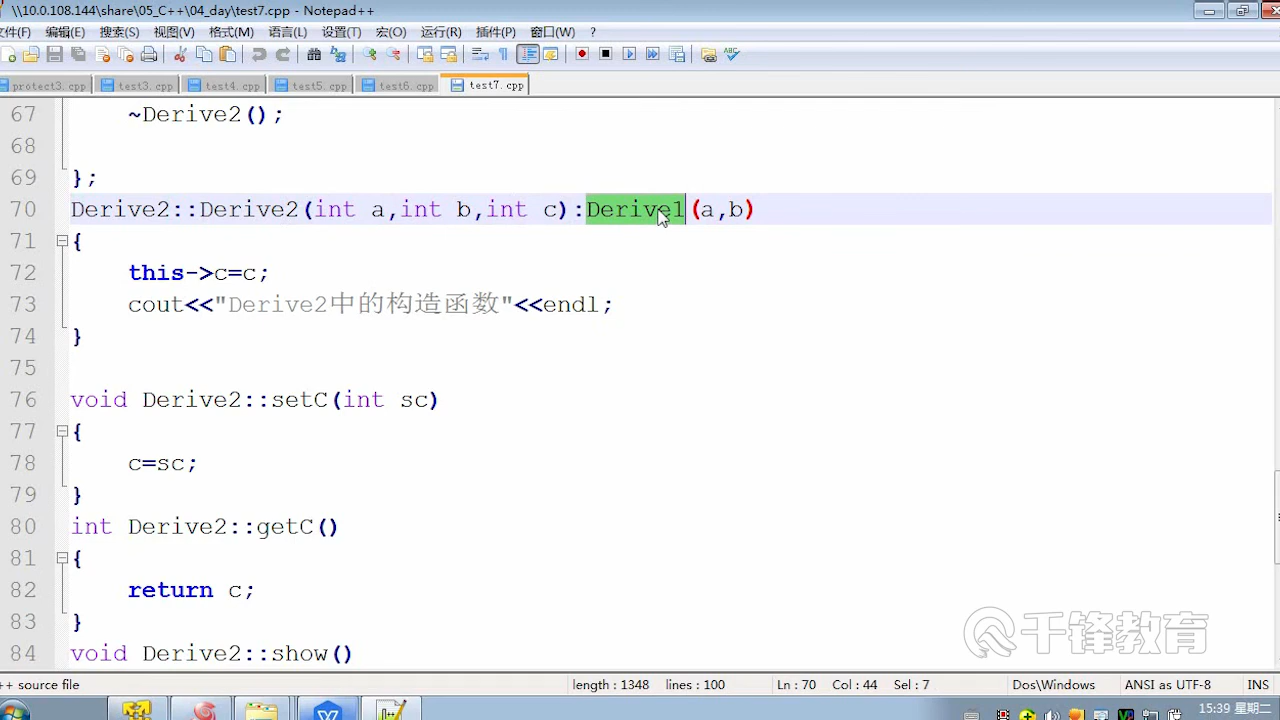 \\10.0.108.144\share\05_C++\04_day\test7.cpp - Notepad++
文件(F) 编辑(E) 搜索(S) 视图(V) 格式(M) 语言(L) 设置(T) 宏(O) 运行(R) 插件(P) 窗口(W) ?
protect3.cpp test3.cpp test4.cpp test5.cpp test6.cpp test7.cpp
67 ~Derive2();
68
69 };
70 Derive2::Derive2(int a,int b,int c):Derive1(a,b)
71 {
72 this->c=c;
73 cout<<"Derive2中的构造函数"<<endl;
74 }
75
76 void Derive2::setC(int sc)
77 {
78 c=sc;
79 }
80 int Derive2::getC()
81 {
82 return c;
83 }
84 void Derive2::show()
千锋教育
++ source file length : 1348 lines : 100 Ln : 70 Col : 44 Sel : 7 Dos\Windows ANSI as UTF-8 INS
15:39 星期二